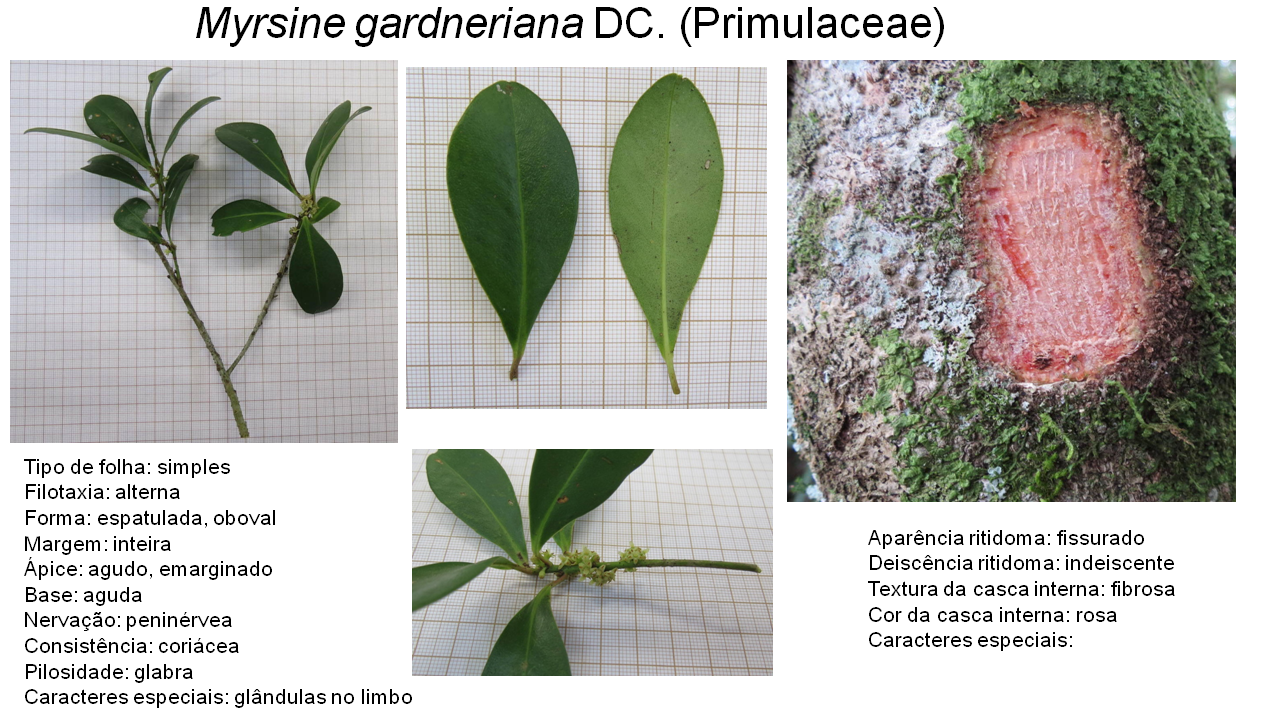 Myrsine gardneriana DC. (Primulaceae)
Tipo de folha: simples
Filotaxia: alterna
Forma: espatulada, oboval
Margem: inteira
Ápice: agudo, emarginado
Base: aguda
Nervação: peninérvea
Consistência: coriácea
Pilosidade: glabra
Caracteres especiais: glândulas no limbo
Aparência ritidoma: fissurado
Deiscência ritidoma: indeiscente
Textura da casca interna: fibrosa
Cor da casca interna: rosa
Caracteres especiais: